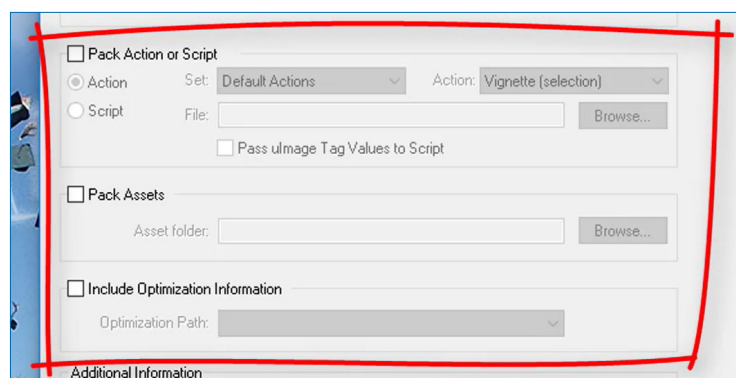 Pack Action or Script
Action Set: Default Actions Action: Vignette (selection)
Script File: Browse...
Pass uImage Tag Values to Script
Pack Assets
Asset folder: Browse...
Include Optimization Information
Optimization Path:
Additional Information